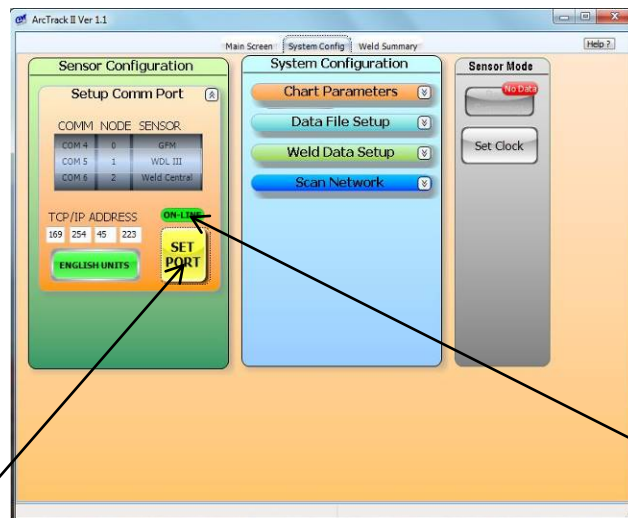 ArcTrack II Ver 1.1
Main Screen System Config Weld Summary Help ?
Sensor Configuration
Setup Comm Port
COMM NODE SENSOR
COM 4 0 GFM
COM 5 1 WDL III
COM 6 2 Weld Central
TCP/IP ADDRESS
ON-LINE
169 254 45 223
ENGLISH UNITS
SET
PORT
System Configuration
Chart Parameters
Data File Setup
Weld Data Setup
Scan Network
Sensor Mode
No Data
Set Clock